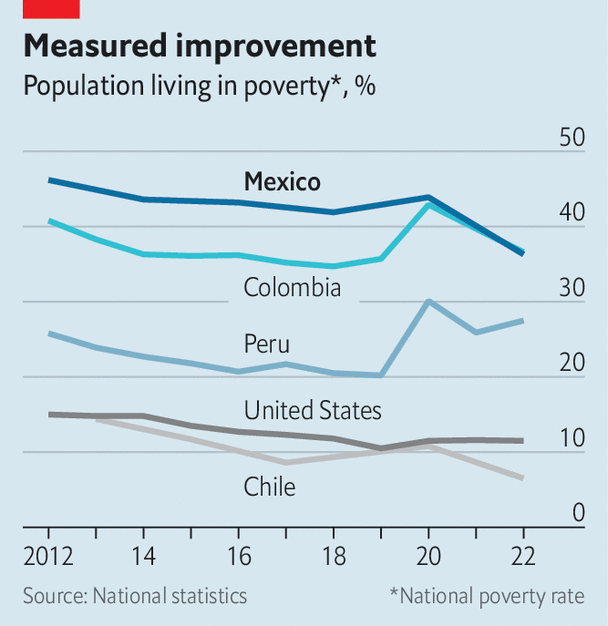 Measured improvement
Population living in poverty*, %
50
Mexico
40
Colombia
30
Peru
20
United States
10
Chile
0
2012 14 16 18 20 22
Source: National statistics
*National poverty rate